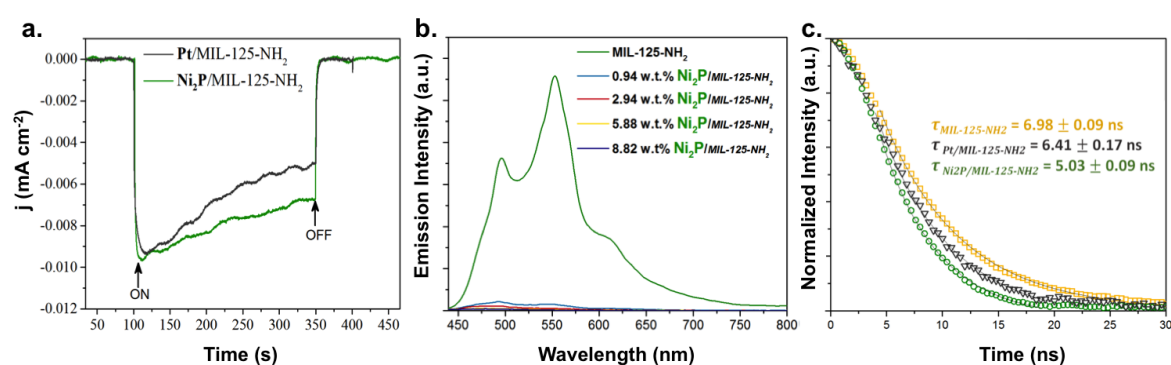 a.
0.000
-0.002
-0.004
-0.006
-0.008
-0.010
-0.012
j (mA cm⁻²)
Pt/MIL-125-NH₂
Ni₂P/MIL-125-NH₂
ON
OFF
50 100 150 200 250 300 350 400 450
Time (s)
b.
Emission Intensity (a.u.)
MIL-125-NH₂
0.94 w.t.% Ni₂P/MIL-125-NH₂
2.94 w.t.% Ni₂P/MIL-125-NH₂
5.88 w.t.% Ni₂P/MIL-125-NH₂
8.82 w.t% Ni₂P/MIL-125-NH₂
450 500 550 600 650 700 750 800
Wavelength (nm)
c.
Normalized Intensity (a.u.)
τ MIL-125-NH2 = 6.98 ± 0.09 ns
τ Pt/MIL-125-NH2 = 6.41 ± 0.17 ns
τ Ni2P/MIL-125-NH2 = 5.03 ± 0.09 ns
0 5 10 15 20 25 30
Time (ns)